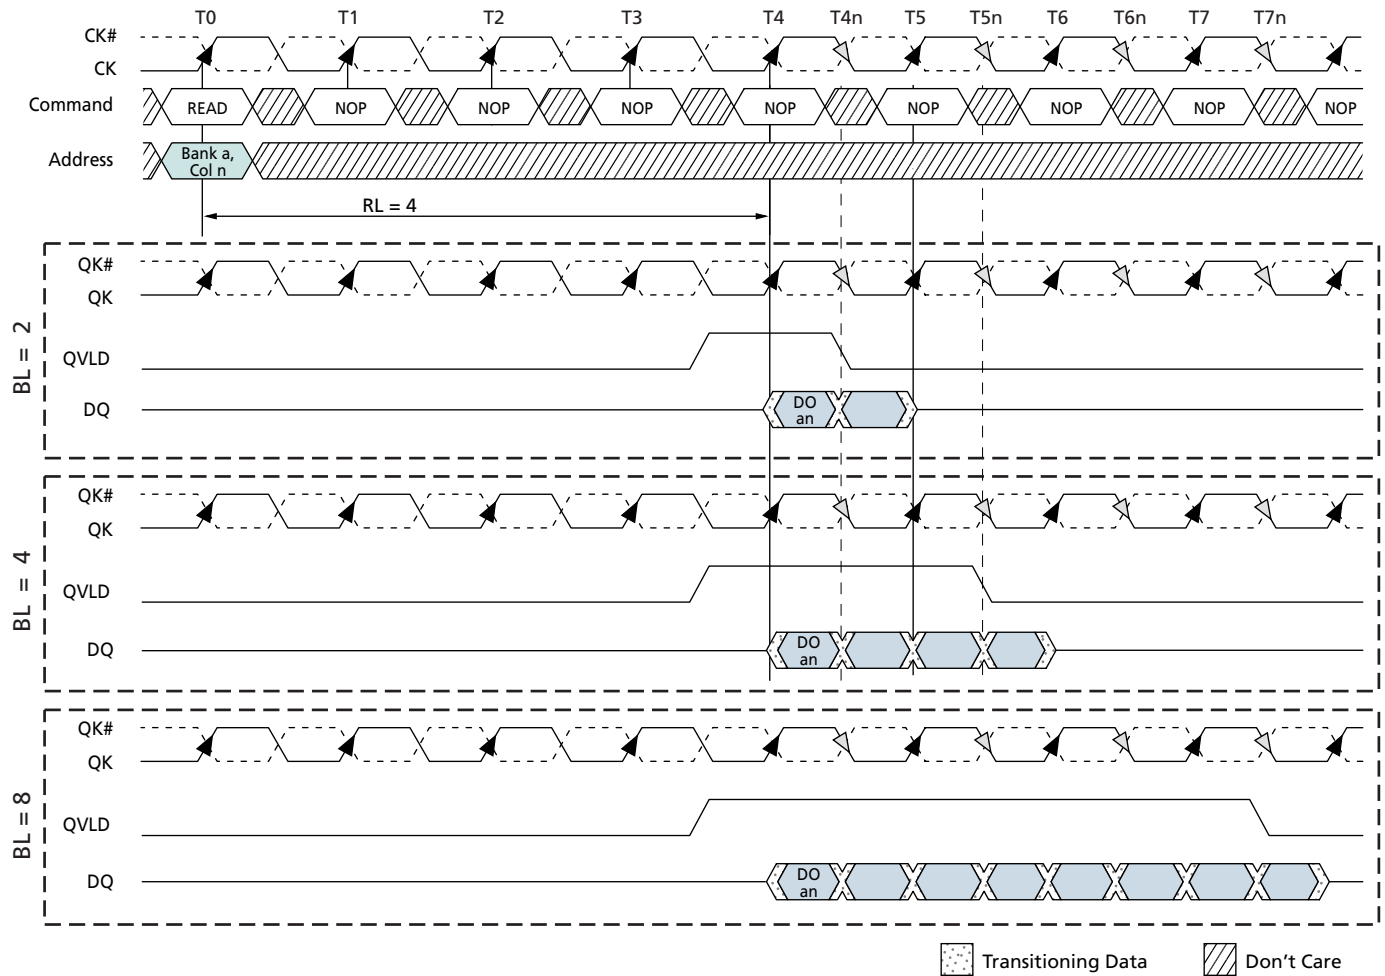 T0 T1 T2 T3 T4 T4n T5 T5n T6 T6n T7 T7n
CK#
CK
Command READ NOP NOP NOP NOP NOP NOP NOP NOP
Address Bank a,
Col n
RL = 4
BL = 2
QK#
QK
QVLD
DQ
DO
an
BL = 4
QK#
QK
QVLD
DQ
DO
an
BL = 8
QK#
QK
QVLD
DQ
DO
an
Transitioning Data Don't Care